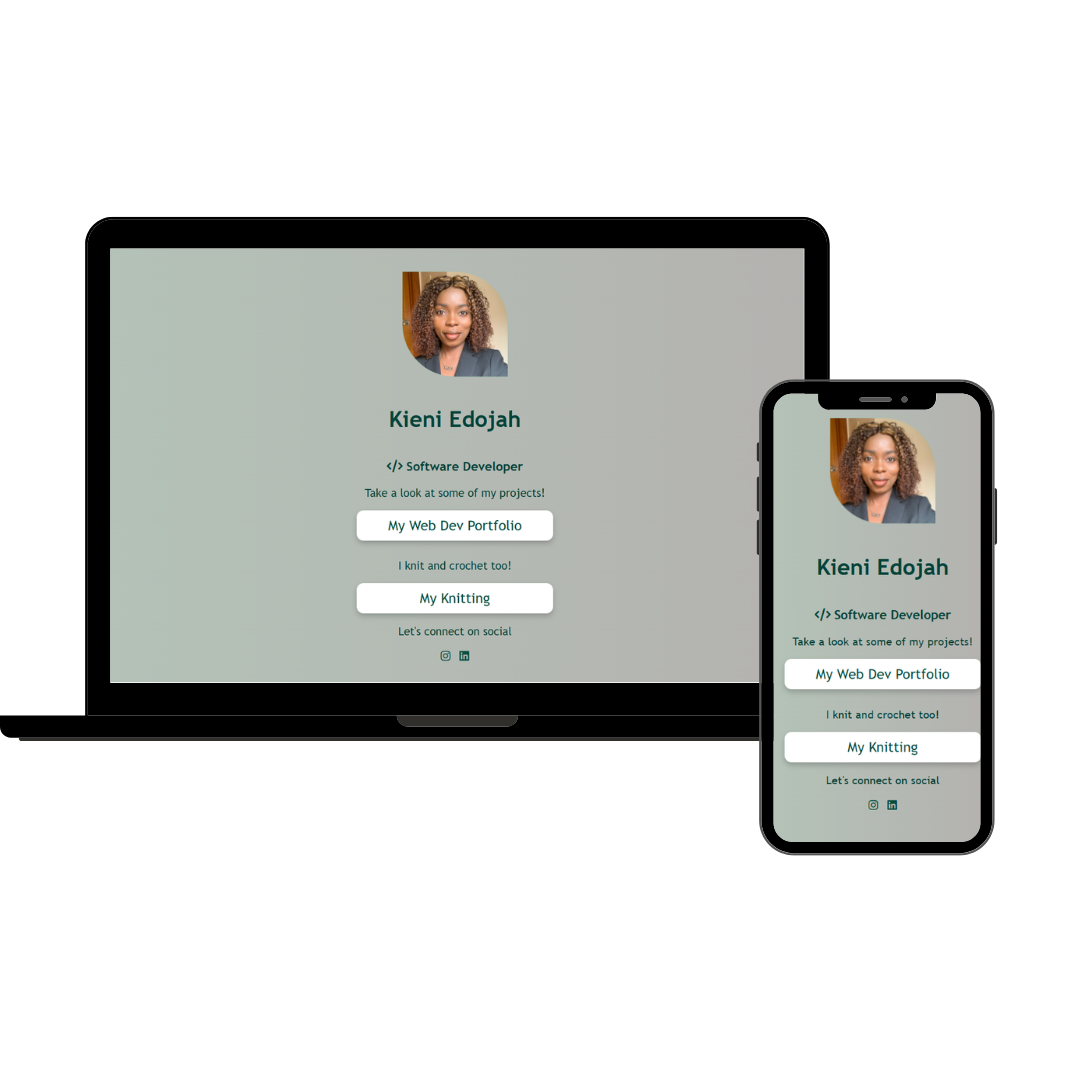 Kieni Edojah
</> Software Developer
Take a look at some of my projects!
My Web Dev Portfolio
I knit and crochet too!
My Knitting
Let's connect on social
Kieni Edojah
</> Software Developer
Take a look at some of my projects!
My Web Dev Portfolio
I knit and crochet too!
My Knitting
Let's connect on social